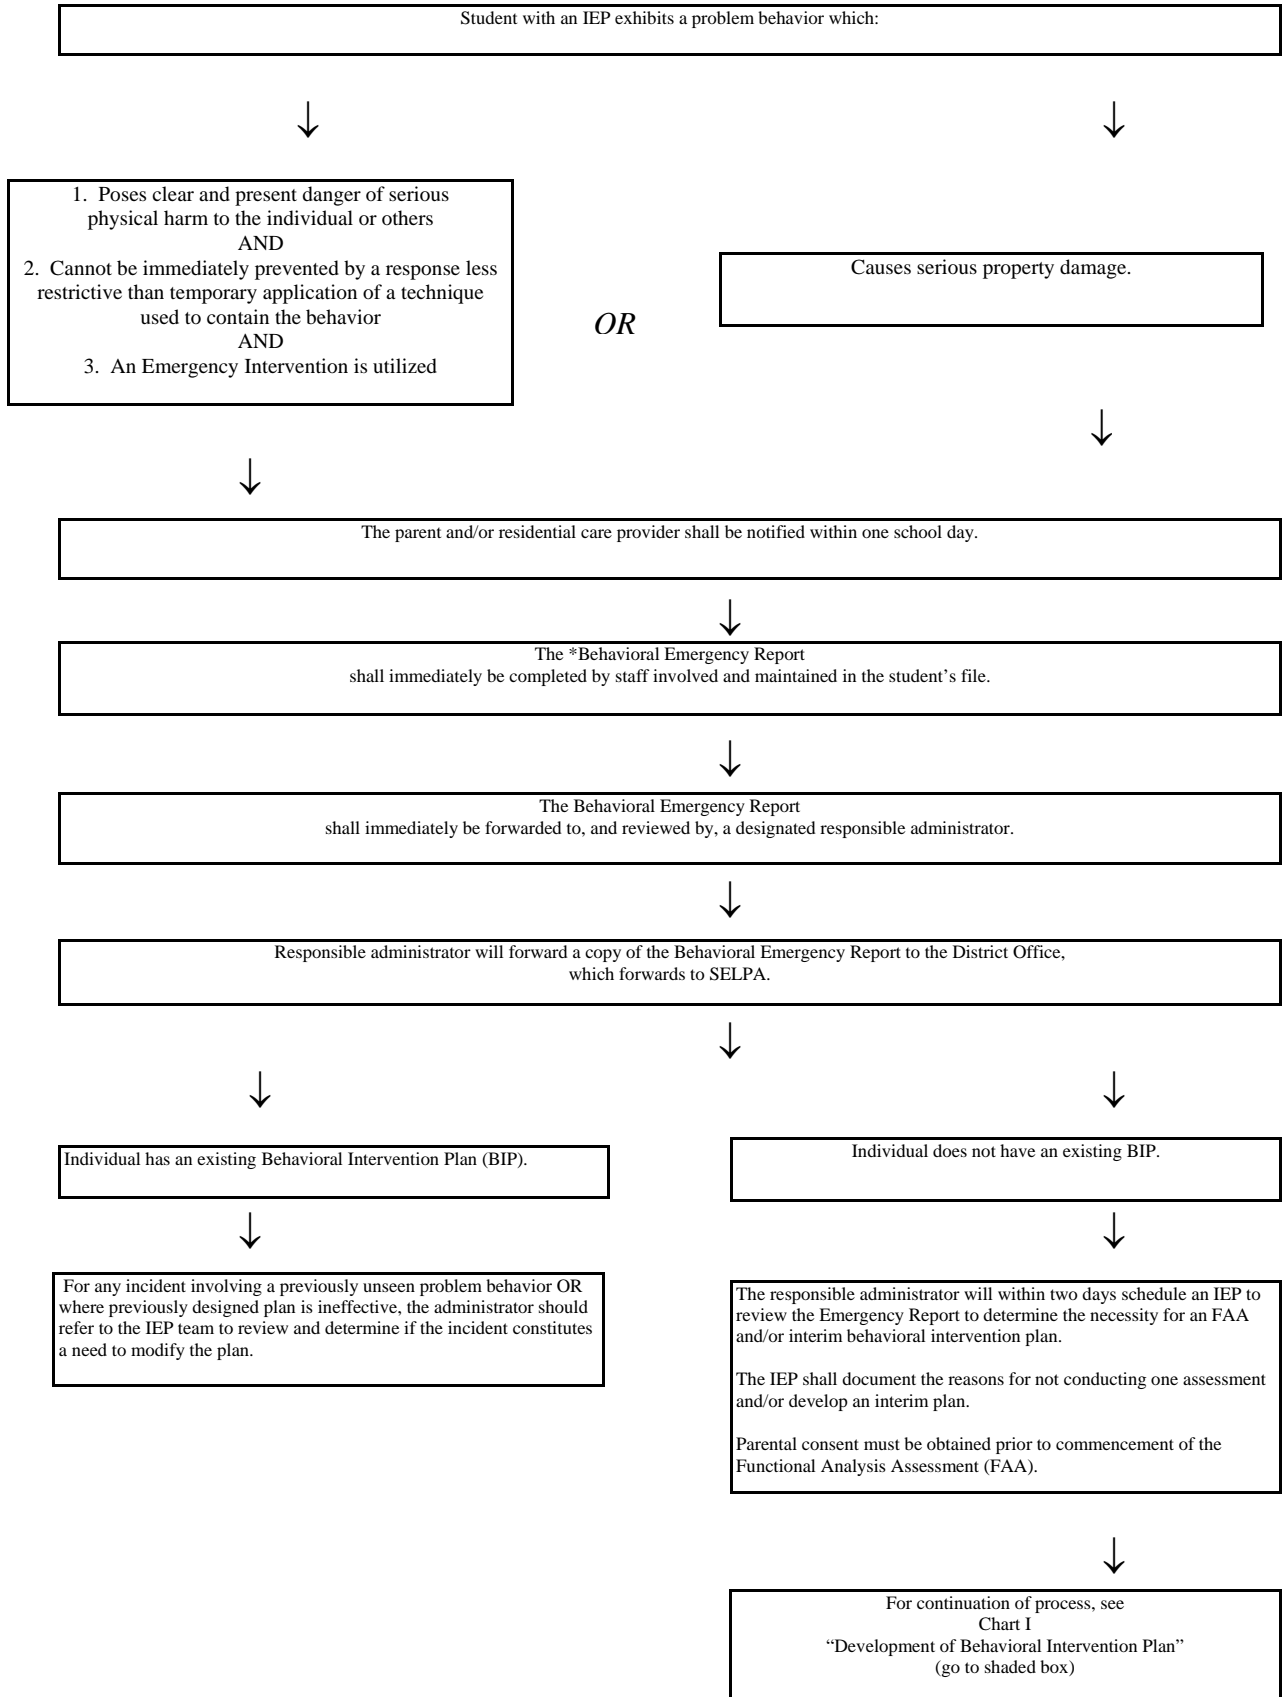 Student with an IEP exhibits a problem behavior which:
1. Poses clear and present danger of serious
physical harm to the individual or others
AND
2. Cannot be immediately prevented by a response less
restrictive than temporary application of a technique
used to contain the behavior
AND
3. An Emergency Intervention is utilized
OR
Causes serious property damage.
The parent and/or residential care provider shall be notified within one school day.
The *Behavioral Emergency Report
shall immediately be completed by staff involved and maintained in the student’s file.
The Behavioral Emergency Report
shall immediately be forwarded to, and reviewed by, a designated responsible administrator.
Responsible administrator will forward a copy of the Behavioral Emergency Report to the District Office,
which forwards to SELPA.
Individual has an existing Behavioral Intervention Plan (BIP).
For any incident involving a previously unseen problem behavior OR
where previously designed plan is ineffective, the administrator should
refer to the IEP team to review and determine if the incident constitutes
a need to modify the plan.
Individual does not have an existing BIP.
The responsible administrator will within two days schedule an IEP to
review the Emergency Report to determine the necessity for an FAA
and/or interim behavioral intervention plan.
The IEP shall document the reasons for not conducting one assessment
and/or develop an interim plan.
Parental consent must be obtained prior to commencement of the
Functional Analysis Assessment (FAA).
For continuation of process, see
Chart I
“Development of Behavioral Intervention Plan”
(go to shaded box)